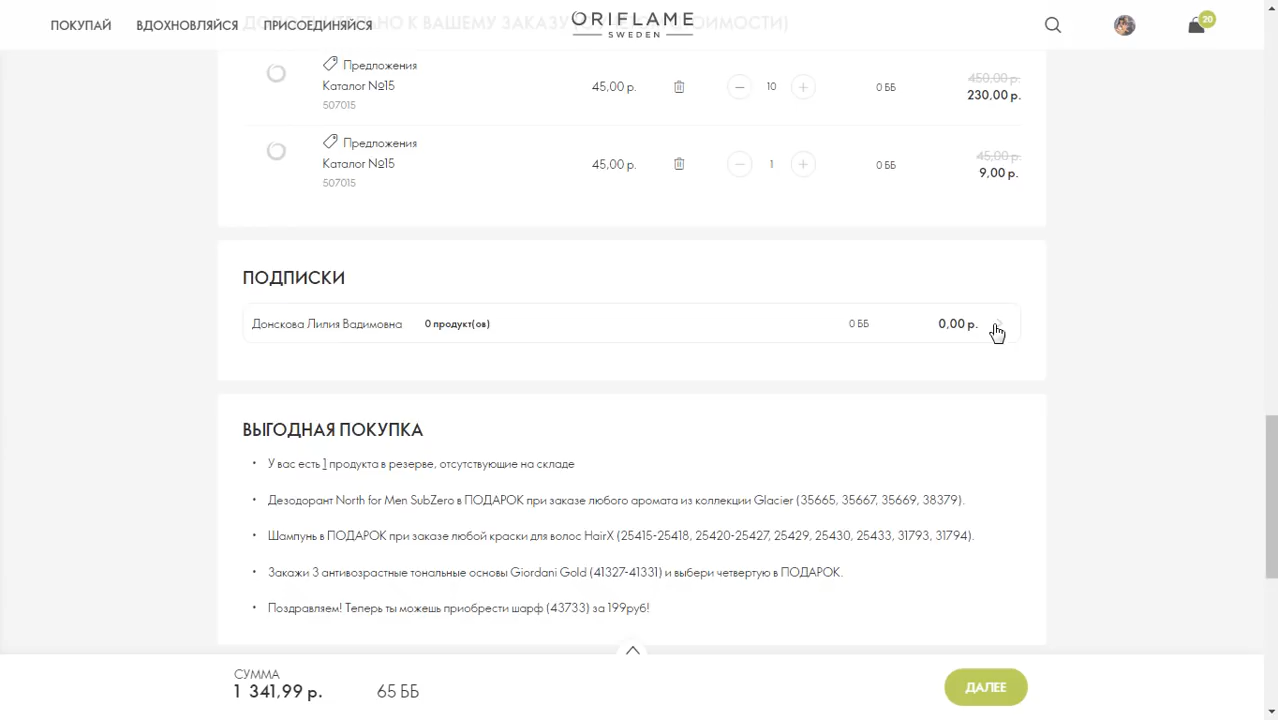 ПОКУПАЙ ВДОХНОВЛЯЙСЯ ПРИСОЕДИНЯЙСЯ
ORIFLAME
SWEDEN
20
Предложения
Каталог №15
507015
45,00 р.
10
0 ББ
450,00 р.
230,00 р.
Предложения
Каталог №15
507015
45,00 р.
1
0 ББ
45,00 р.
9,00 р.
ПОДПИСКИ
Донскова Лилия Вадимовна 0 продукт(ов) 0 ББ 0,00 р.
ВЫГОДНАЯ ПОКУПКА
• У вас есть 1 продукта в резерве, отсутствующие на складе
• Дезодорант North for Men SubZero в ПОДАРОК при заказе любого аромата из коллекции Glacier (35665, 35667, 35669, 38379).
• Шампунь в ПОДАРОК при заказе любой краски для волос HairX (25415-25418, 25420-25427, 25429, 25430, 25433, 31793, 31794).
• Закажи 3 антивозрастные тональные основы Giordani Gold (41327-41331) и выбери четвертую в ПОДАРОК.
• Поздравляем! Теперь ты можешь приобрести шарф (43733) за 199руб!
СУММА
1 341,99 р. 65 ББ
ДАЛЕЕ